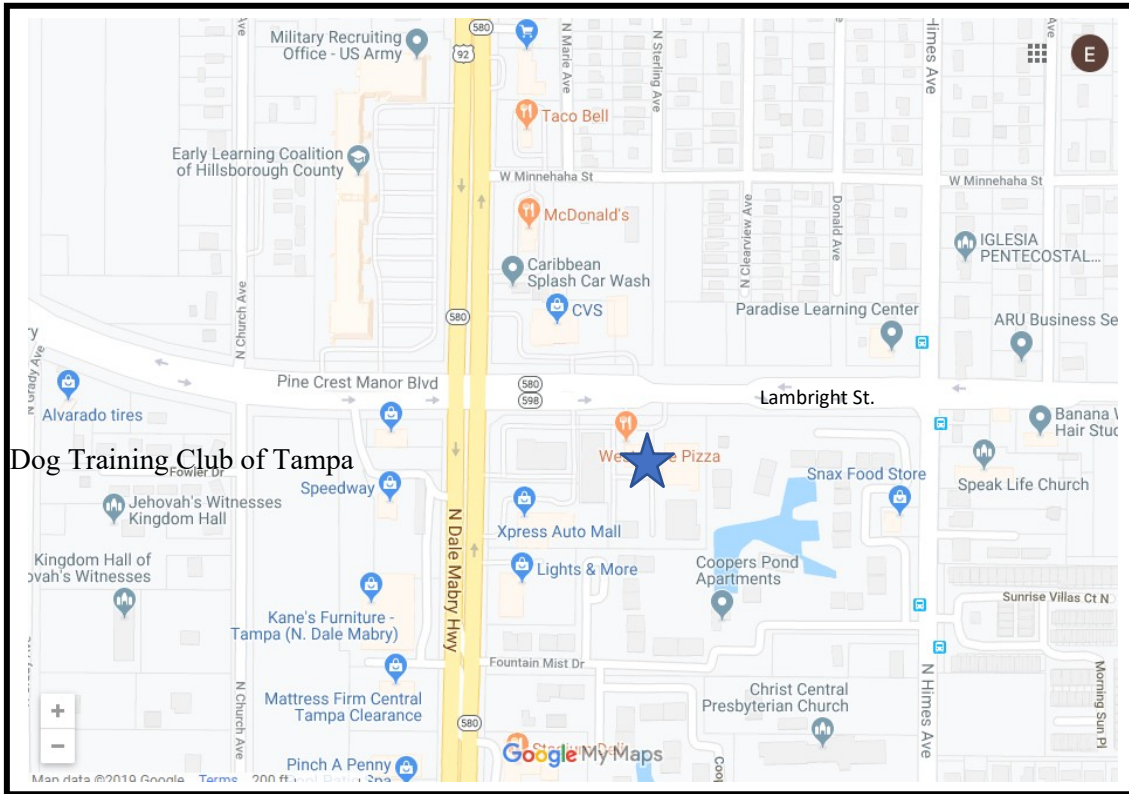 580
Ave
Military Recruiting
Office - US Army
92
N Marie Ave
N Sterling Ave
Himes Ave
Ave
E
Taco Bell
Early Learning Coalition
of Hillsborough County
W Minnehaha St
W Minnehaha St
McDonald's
N Clearview Ave
Donald Ave
IGLESIA
PENTECOSTAL...
Caribbean
Splash Car Wash
N Church Ave
580
CVS
Paradise Learning Center
ARU Business Se
ry
N Grady Ave
Pine Crest Manor Blvd
580
598
Lambright St.
Alvarado tires
Banana
Hair Stud
Dog Training Club of Tampa
Fowler Dr
Pizza
Speedway
Snax Food Store
Speak Life Church
Jehovah's Witnesses
Kingdom Hall
N Dale Mabry Hwy
Xpress Auto Mall
Kingdom Hall of
ovah's Witnesses
Lights & More
Coopers Pond
Apartments
Sunrise Villas Ct N
Kane's Furniture -
Tampa (N. Dale Mabry)
Fountain Mist Dr
Mattress Firm Central
Tampa Clearance
N Church Ave
Christ Central
Presbyterian Church
N Himes Ave
Morning Sun Pl
+
−
580
Google My Maps
Pinch A Penny
Map data ©2019 Google
Terms
200 ft